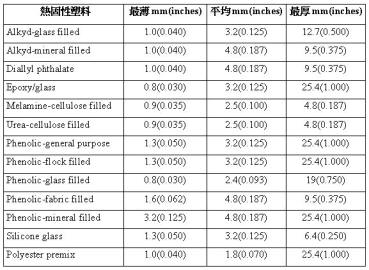 熱固性塑料 最薄 mm(inches) 平均 mm(inches) 最厚 mm(inches)
Alkyd-glass filled 1.0(0.040) 3.2(0.125) 12.7(0.500)
Alkyd-mineral filled 1.0(0.040) 4.8(0.187) 9.5(0.375)
Diallyl phthalate 1.0(0.040) 4.8(0.187) 9.5(0.375)
Epoxy/glass 0.8(0.030) 3.2(0.125) 25.4(1.000)
Melamine-cellulose filled 0.9(0.035) 2.5(0.100) 4.8(0.187)
Urea-cellulose filled 0.9(0.035) 2.5(0.100) 4.8(0.187)
Phenolic-general purpose 1.3(0.050) 3.2(0.125) 25.4(1.000)
Phenolic-flock filled 1.3(0.050) 3.2(0.125) 25.4(1.000)
Phenolic-glass filled 0.8(0.030) 2.4(0.093) 19(0.750)
Phenolic-fabric filled 1.6(0.062) 4.8(0.187) 9.5(0.375)
Phenolic-mineral filled 3.2(0.125) 4.8(0.187) 25.4(1.000)
Silicone glass 1.3(0.050) 3.2(0.125) 6.4(0.250)
Polyester premix 1.0(0.040) 1.8(0.070) 25.4(1.000)